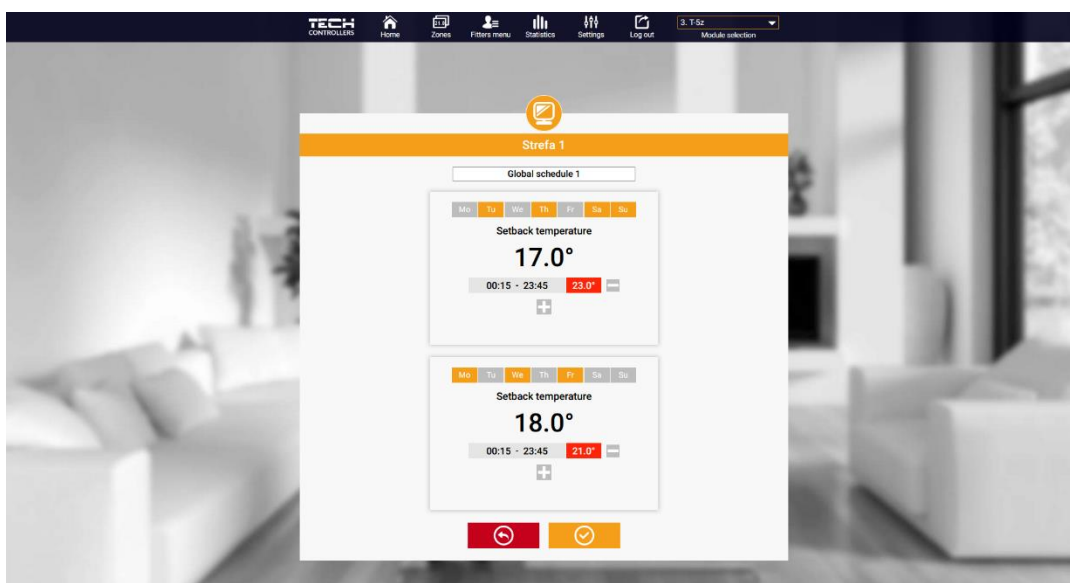 TECH
CONTROLLERS
Home
Zones
Fitters menu
Statistics
Settings
Log out
3. T-5z
Module selection
Strefa 1
Global schedule 1
Mo Tu We Th Fr Sa Su
Setback temperature
17.0°
00:15 - 23:45 23.0°
Mo Tu We Th Fr Sa Su
Setback temperature
18.0°
00:15 - 23:45 21.0°